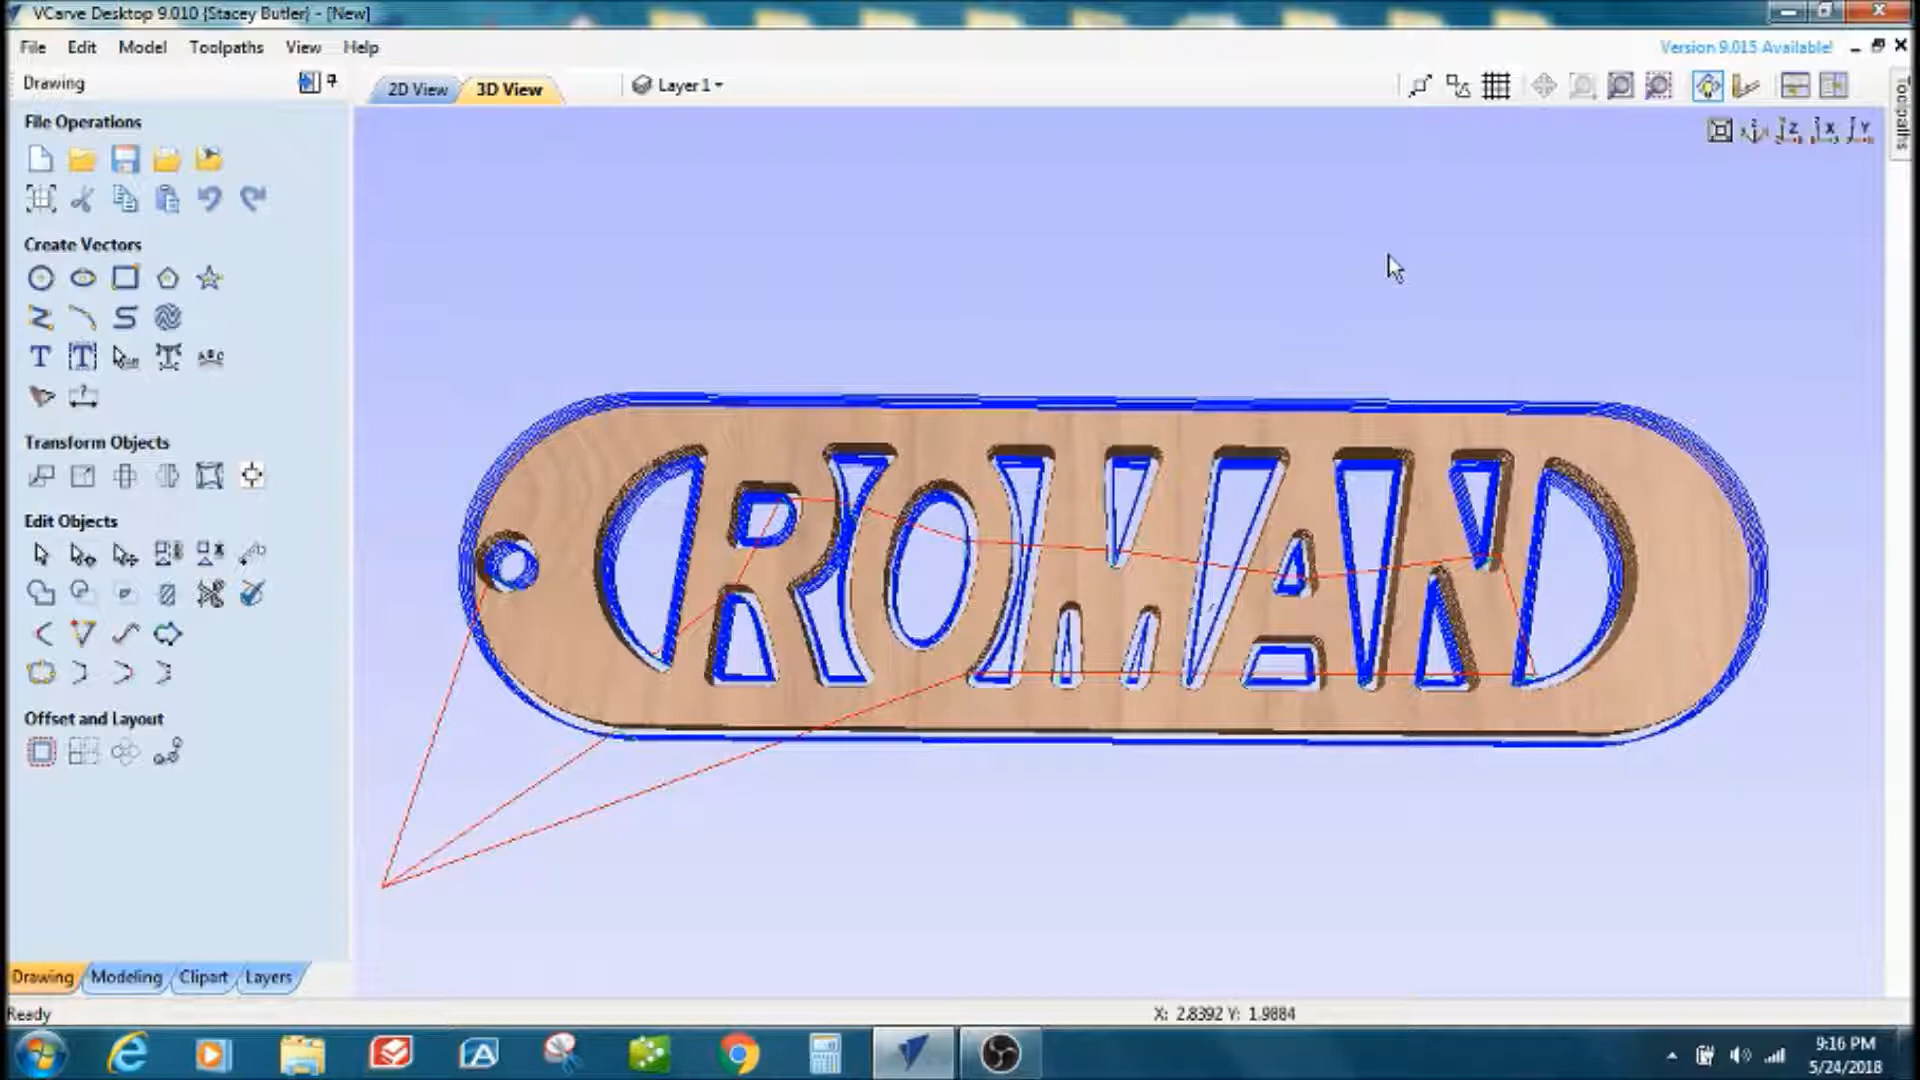 VCarve Desktop 9.010 {Stacey Butler} - [New]
File Edit Model Toolpaths View Help
Version 9.015 Available!
Drawing
2D View 3D View Layer 1
Toolpaths
File Operations
Create Vectors
Transform Objects
Edit Objects
Offset and Layout
ROMAN
Drawing Modeling Clipart Layers
Ready
X: 2.8392 Y: 1.9884
9:16 PM
5/24/2018